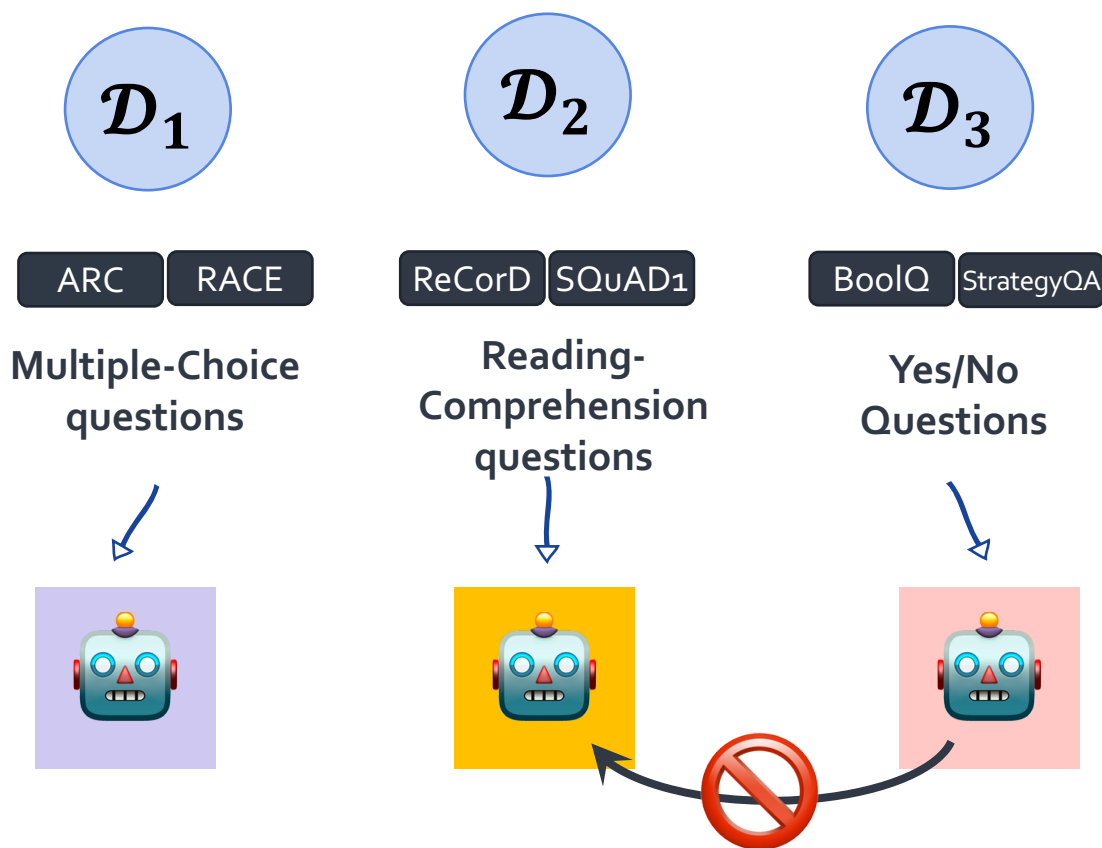 𝒟₁
𝒟₂
𝒟₃
ARC
RACE
ReCorD
SQuAD1
BoolQ
StrategyQA
Multiple-Choice
questions
Reading-
Comprehension
questions
Yes/No
Questions